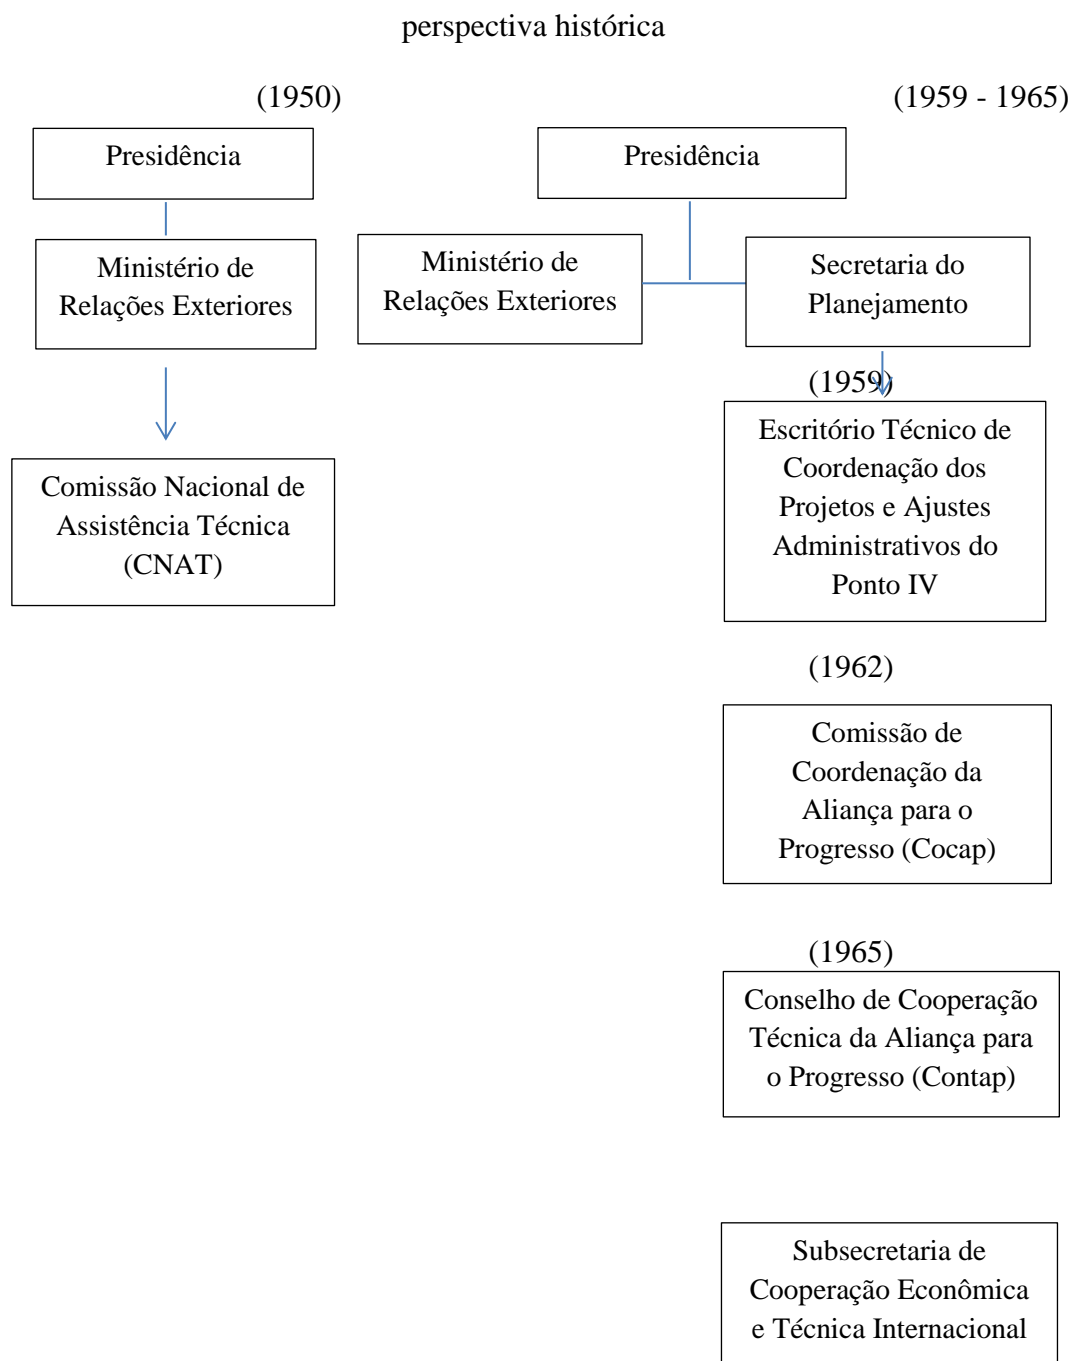 perspectiva histórica
(1950)
(1959 - 1965)
Presidência
Presidência
Ministério de
Relações Exteriores
Ministério de
Relações Exteriores
Secretaria do
Planejamento
(1959)
Comissão Nacional de
Assistência Técnica
(CNAT)
Escritório Técnico de
Coordenação dos
Projetos e Ajustes
Administrativos do
Ponto IV
(1962)
Comissão de
Coordenação da
Aliança para o
Progresso (Cocap)
(1965)
Conselho de Cooperação
Técnica da Aliança para
o Progresso (Contap)
Subsecretaria de
Cooperação Econômica
e Técnica Internacional